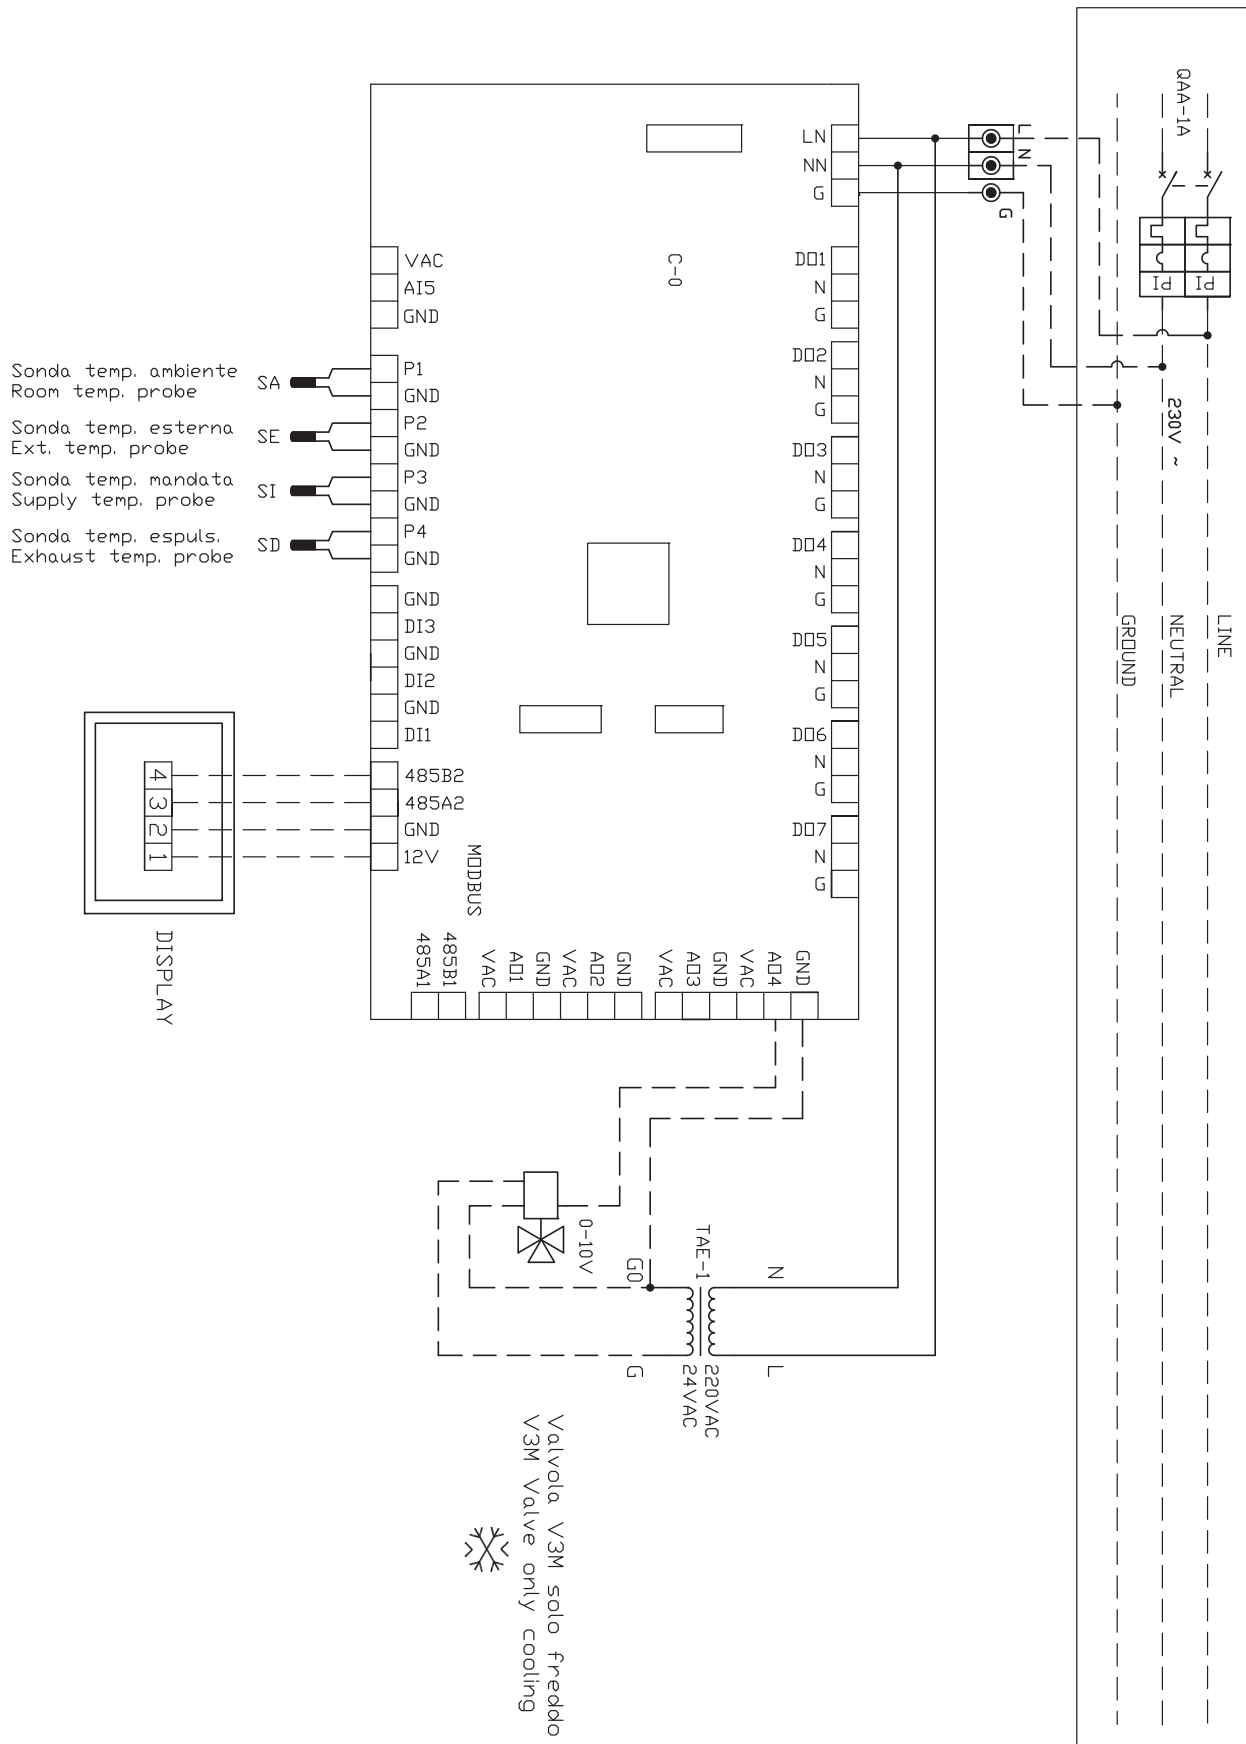 QAA-1A
PI
PI
230V ~
LINE
NEUTRAL
GROUND
L
N
G
LN
NN
G
C-0
DO1
N
G
DO2
N
G
DO3
N
G
DO4
N
G
DO5
N
G
DO6
N
G
DO7
N
G
VAC
AI5
GND
P1
GND
P2
GND
P3
GND
P4
GND
GND
DI3
GND
DI2
GND
DI1
485B2
485A2
GND
12V
MODBUS
Sonda temp. ambiente
Room temp. probe
SA
Sonda temp. esterna
Ext. temp. probe
SE
Sonda temp. mandata
Supply temp. probe
SI
Sonda temp. espuls.
Exhaust temp. probe
SD
4
3
2
1
DISPLAY
485A1
485B1
VAC
AO1
GND
VAC
AO2
GND
VAC
AO3
GND
VAC
AO4
GND
0-10V
G0
G
TAE-1
N
L
220VAC
24VAC
Valvola V3M solo freddo
V3M Valve only cooling